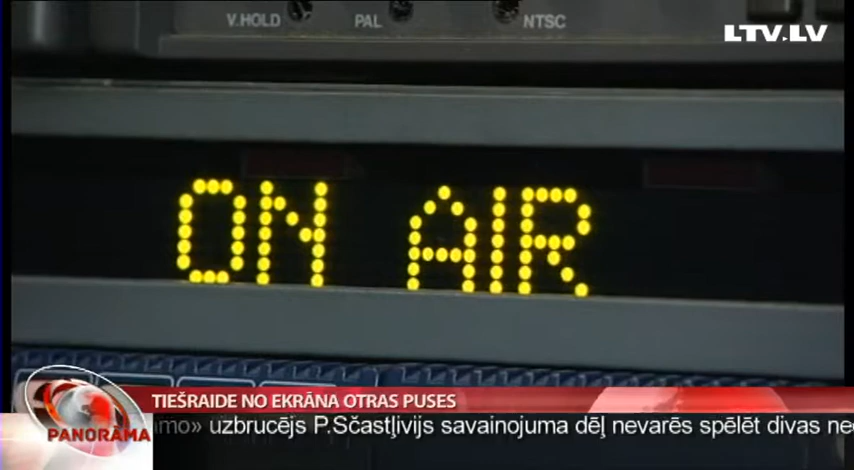 V.HOLD PAL NTSC
LTV.LV
ON AIR
TIEŠRAIDE NO EKRĀNA OTRAS PUSES
uzbrucējs P.Sčastļivijs savainojuma dēļ nevarēs spēlēt divas
PANORĀMA